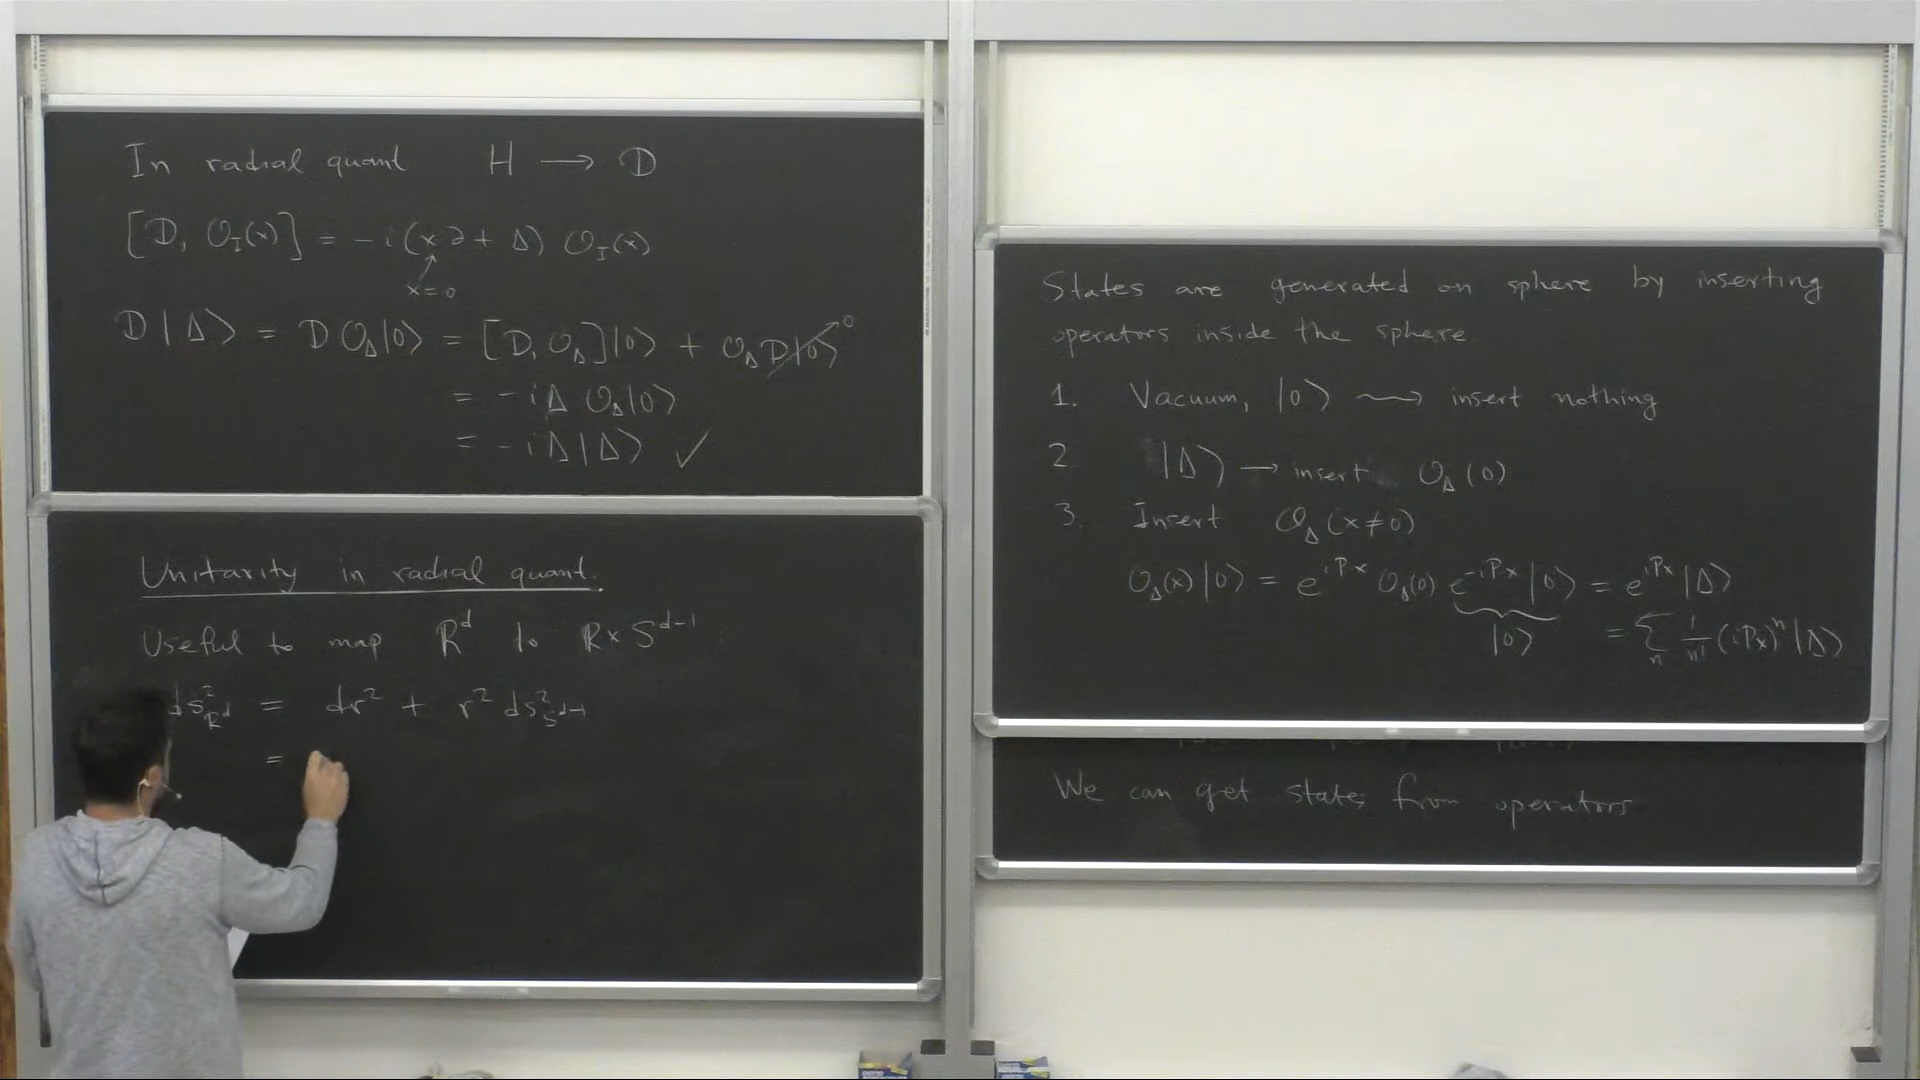 In radial quant H → D
[D, O_I(x)] = -i (x∂ + Δ) O_I(x)
x=0
D|Δ⟩ = D O_Δ|0⟩ = [D, O_Δ]|0⟩ + O_Δ D|0⟩ 0
= -iΔ O_Δ|0⟩
= -iΔ|Δ⟩ ✓
Unitarity in radial quant.
Useful to map R^d to R×S^{d-1}
ds²_{R^d} = dr² + r² ds²_{S^{d-1}}
=
States are generated on sphere by inserting
operators inside the sphere
1. Vacuum, |0⟩ ⟿ insert nothing
2 |Δ⟩ → insert O_Δ(0)
3. Insert O_Δ(x≠0)
O_Δ(x)|0⟩ = e^{iPx} O_Δ(0) e^{-iPx}|0⟩ = e^{iPx}|Δ⟩
|0⟩ = Σ_n 1/n! (iPx)^n |Δ⟩
We can get states from operators